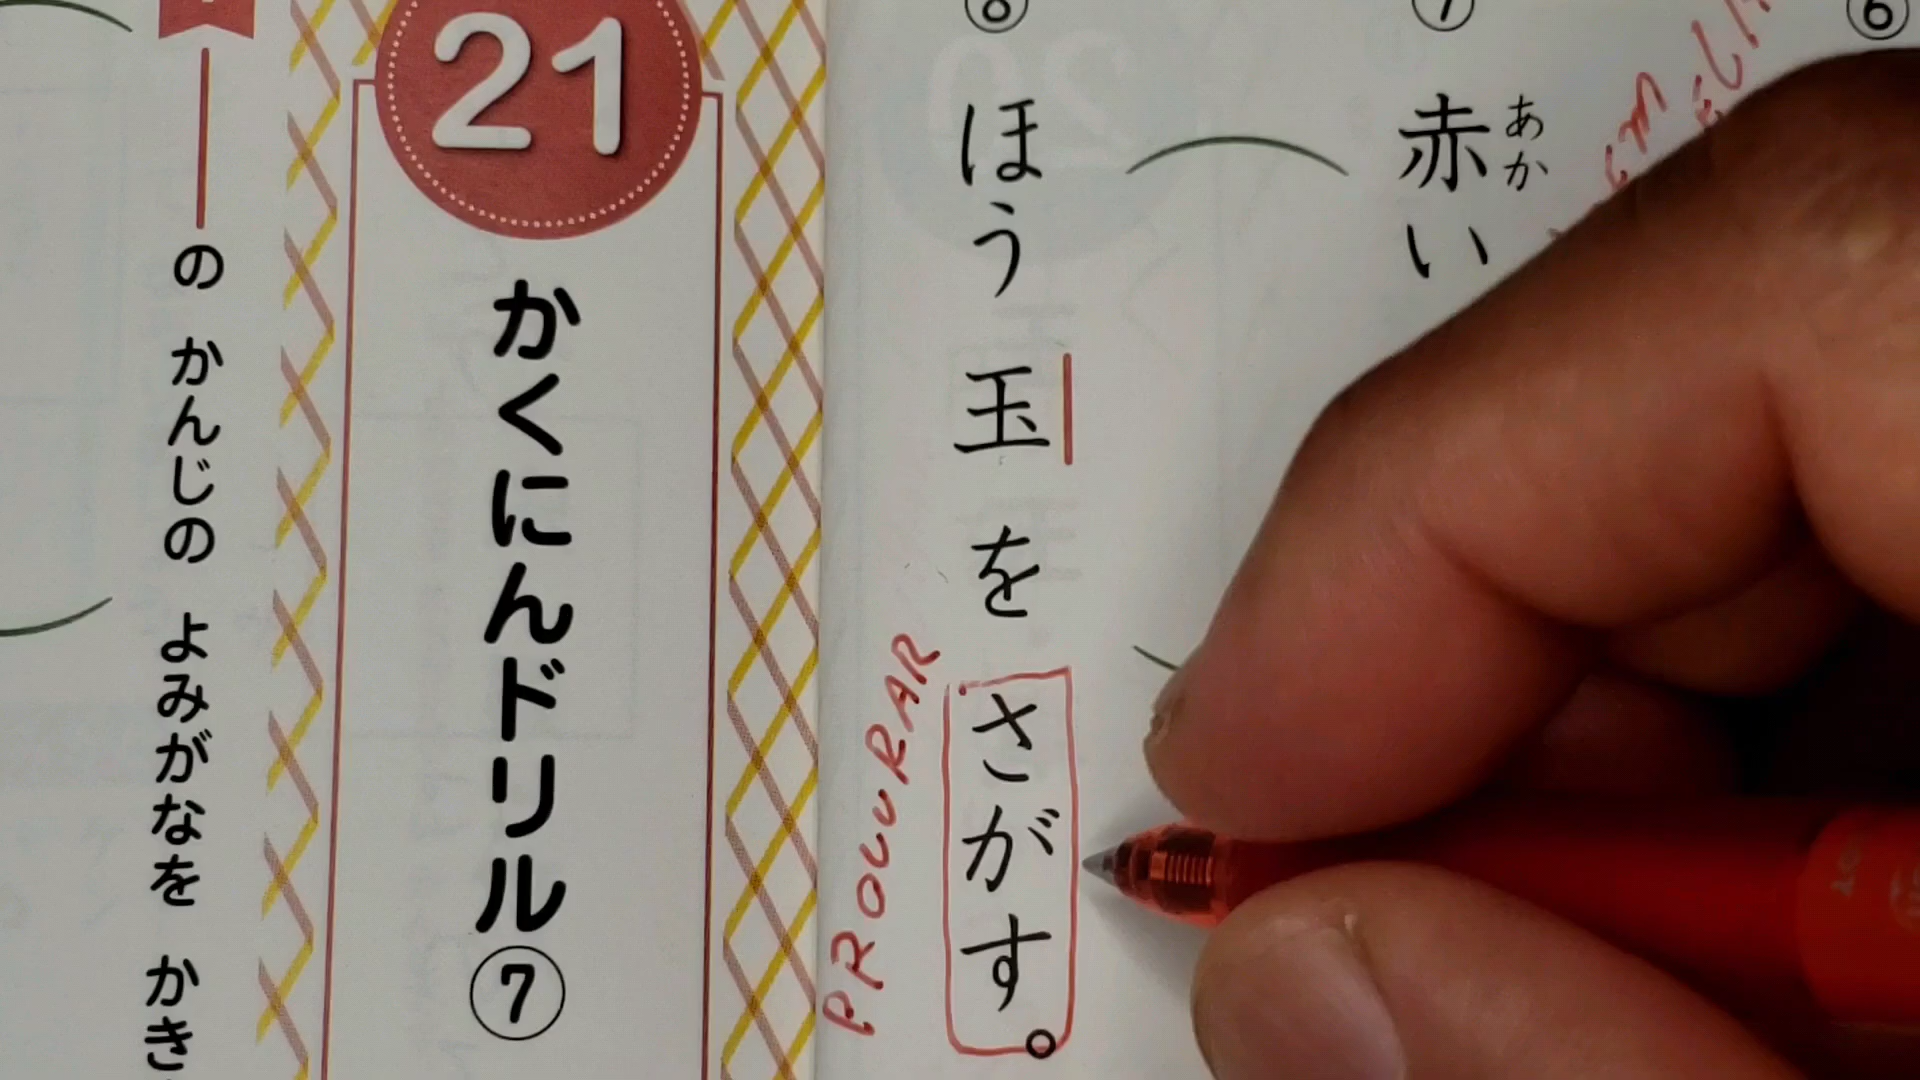 ⑥
⑦
赤い
あか
⑧
ほう玉をさがす。
PROCURAR
21
かくにんドリル⑦
の かんじの よみがなを かき